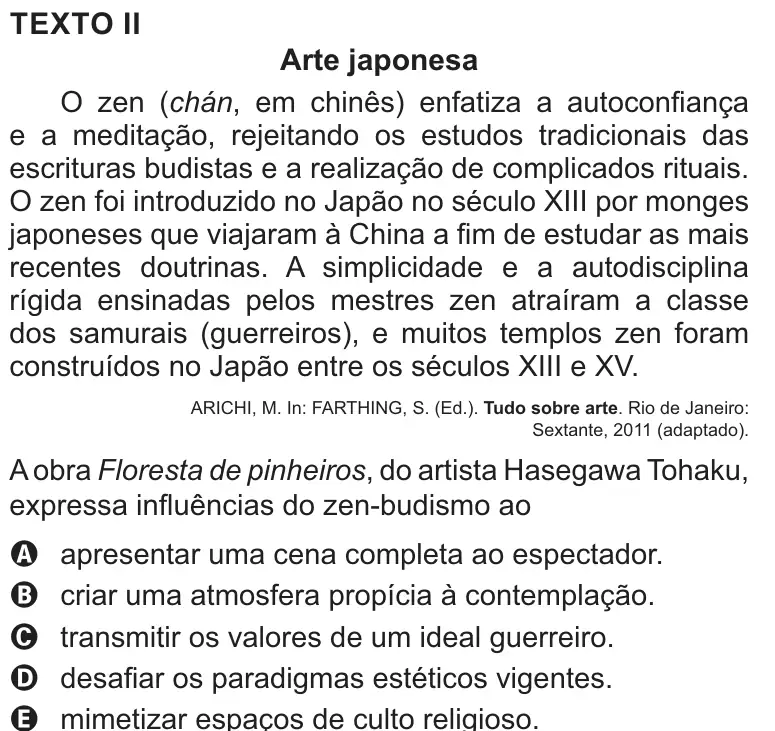 TEXTO II
Arte japonesa
O zen (chán, em chinês) enfatiza a autoconfiança
e a meditação, rejeitando os estudos tradicionais das
escrituras budistas e a realização de complicados rituais.
O zen foi introduzido no Japão no século XIII por monges
japoneses que viajaram à China a fim de estudar as mais
recentes doutrinas. A simplicidade e a autodisciplina
rígida ensinadas pelos mestres zen atraíram a classe
dos samurais (guerreiros), e muitos templos zen foram
construídos no Japão entre os séculos XIII e XV.
ARICHI, M. In: FARTHING, S. (Ed.). Tudo sobre arte. Rio de Janeiro:
Sextante, 2011 (adaptado).
A obra Floresta de pinheiros, do artista Hasegawa Tohaku,
expressa influências do zen-budismo ao
A apresentar uma cena completa ao espectador.
B criar uma atmosfera propícia à contemplação.
C transmitir os valores de um ideal guerreiro.
D desafiar os paradigmas estéticos vigentes.
E mimetizar espaços de culto religioso.